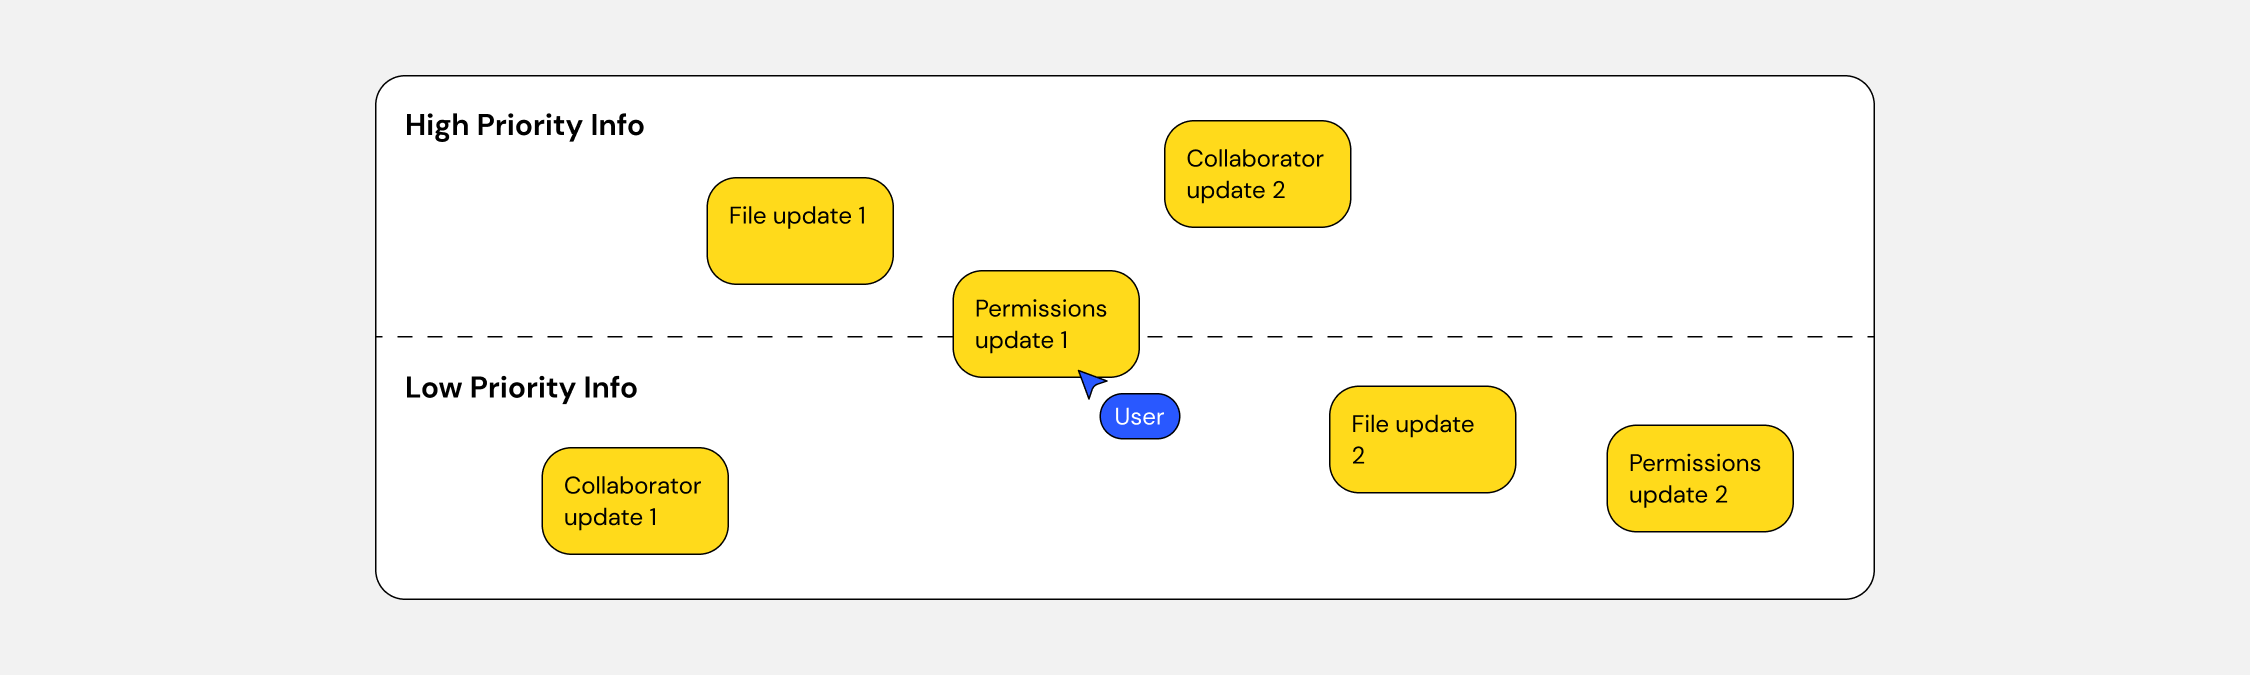 High Priority Info
Collaborator
update 2
File update 1
Permissions
update 1
Low Priority Info
User
File update
2
Permissions
update 2
Collaborator
update 1